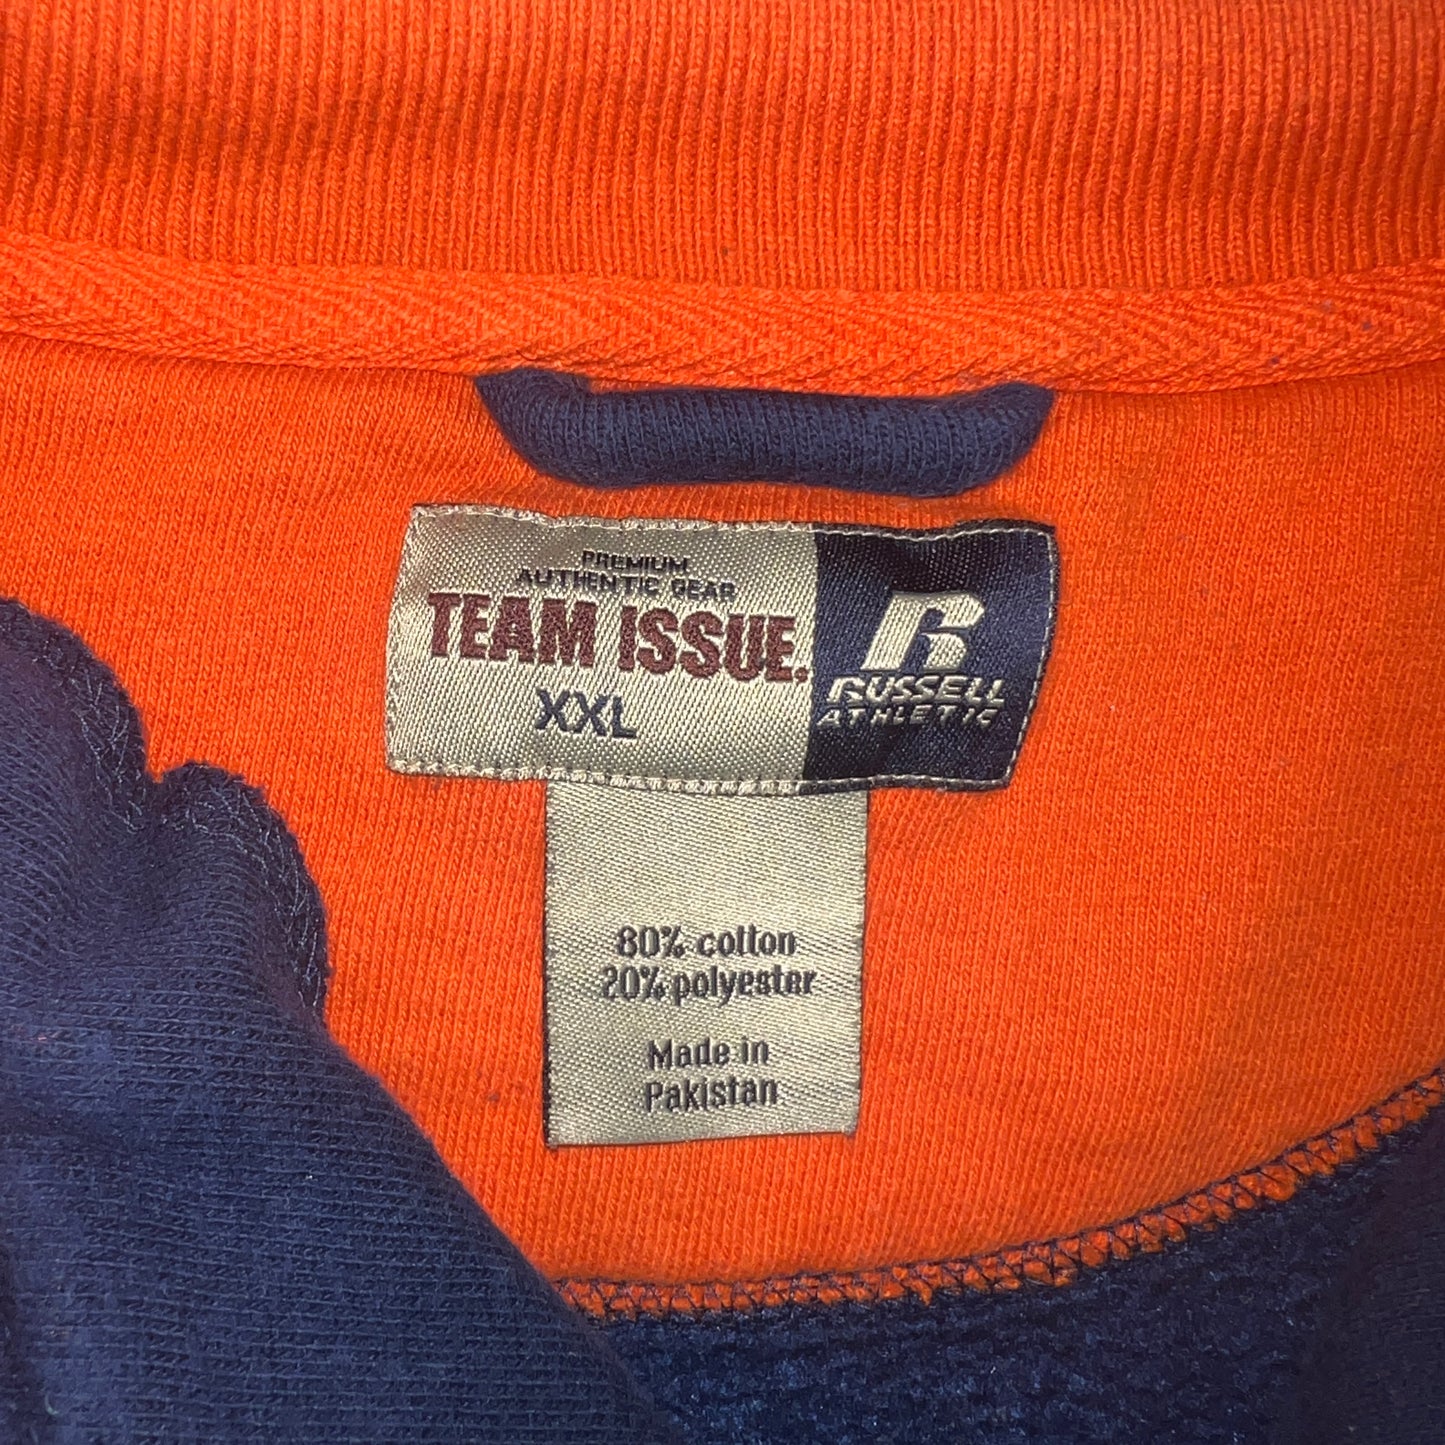 PREMIUM
AUTHENTIC GEAR
TEAM ISSUE.
XXL
R
RUSSELL
ATHLETIC
80% cotton
20% polyester
Made in
Pakistan